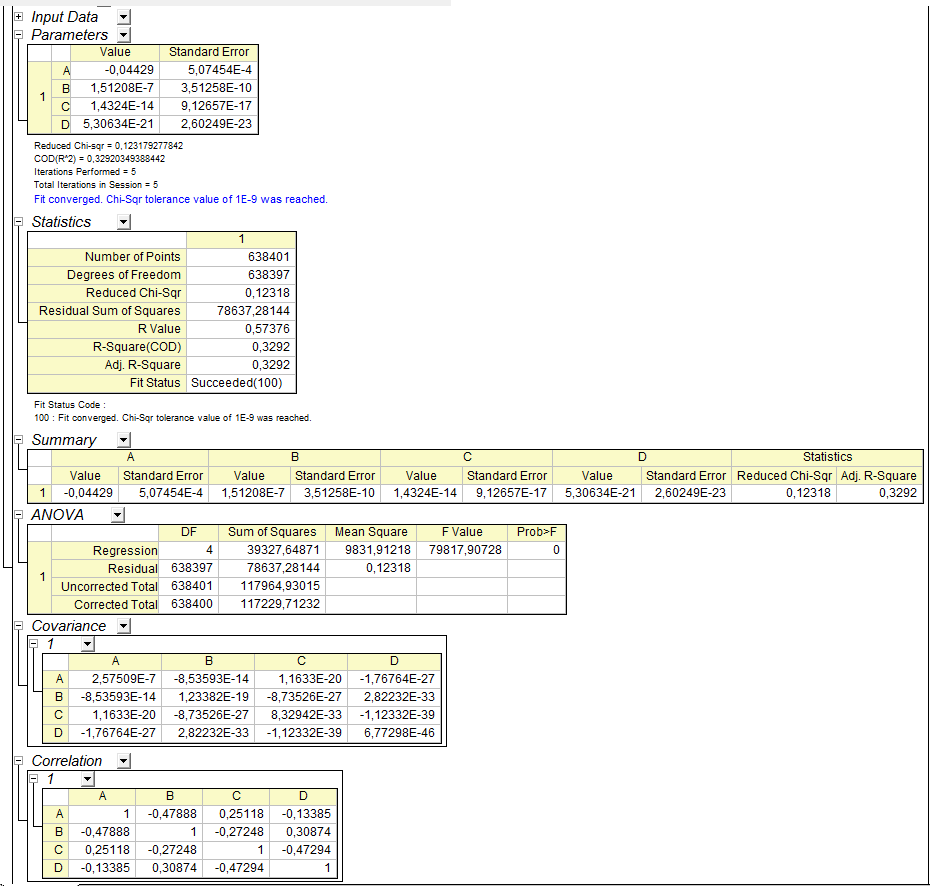 Input Data
Parameters
Value Standard Error
A -0,04429 5,07454E-4
B 1,51208E-7 3,51258E-10
1
C 1,4324E-14 9,12657E-17
D 5,30634E-21 2,60249E-23
Reduced Chi-sqr = 0,123179277842
COD(R^2) = 0,32920349388442
Iterations Performed = 5
Total Iterations in Session = 5
Fit converged. Chi-Sqr tolerance value of 1E-9 was reached.
Statistics
1
Number of Points 638401
Degrees of Freedom 638397
Reduced Chi-Sqr 0,12318
Residual Sum of Squares 78637,28144
R Value 0,57376
R-Square(COD) 0,3292
Adj. R-Square 0,3292
Fit Status Succeeded(100)
Fit Status Code :
100 : Fit converged. Chi-Sqr tolerance value of 1E-9 was reached.
Summary
A B C D Statistics
Value Standard Error Value Standard Error Value Standard Error Value Standard Error Reduced Chi-Sqr Adj. R-Square
1 -0,04429 5,07454E-4 1,51208E-7 3,51258E-10 1,4324E-14 9,12657E-17 5,30634E-21 2,60249E-23 0,12318 0,3292
ANOVA
DF Sum of Squares Mean Square F Value Prob>F
Regression 4 39327,64871 9831,91218 79817,90728 0
Residual 638397 78637,28144 0,12318
1
Uncorrected Total 638401 117964,93015
Corrected Total 638400 117229,71232
Covariance
1
A B C D
A 2,57509E-7 -8,53593E-14 1,1633E-20 -1,76764E-27
B -8,53593E-14 1,23382E-19 -8,73526E-27 2,82232E-33
C 1,1633E-20 -8,73526E-27 8,32942E-33 -1,12332E-39
D -1,76764E-27 2,82232E-33 -1,12332E-39 6,77298E-46
Correlation
1
A B C D
A 1 -0,47888 0,25118 -0,13385
B -0,47888 1 -0,27248 0,30874
C 0,25118 -0,27248 1 -0,47294
D -0,13385 0,30874 -0,47294 1